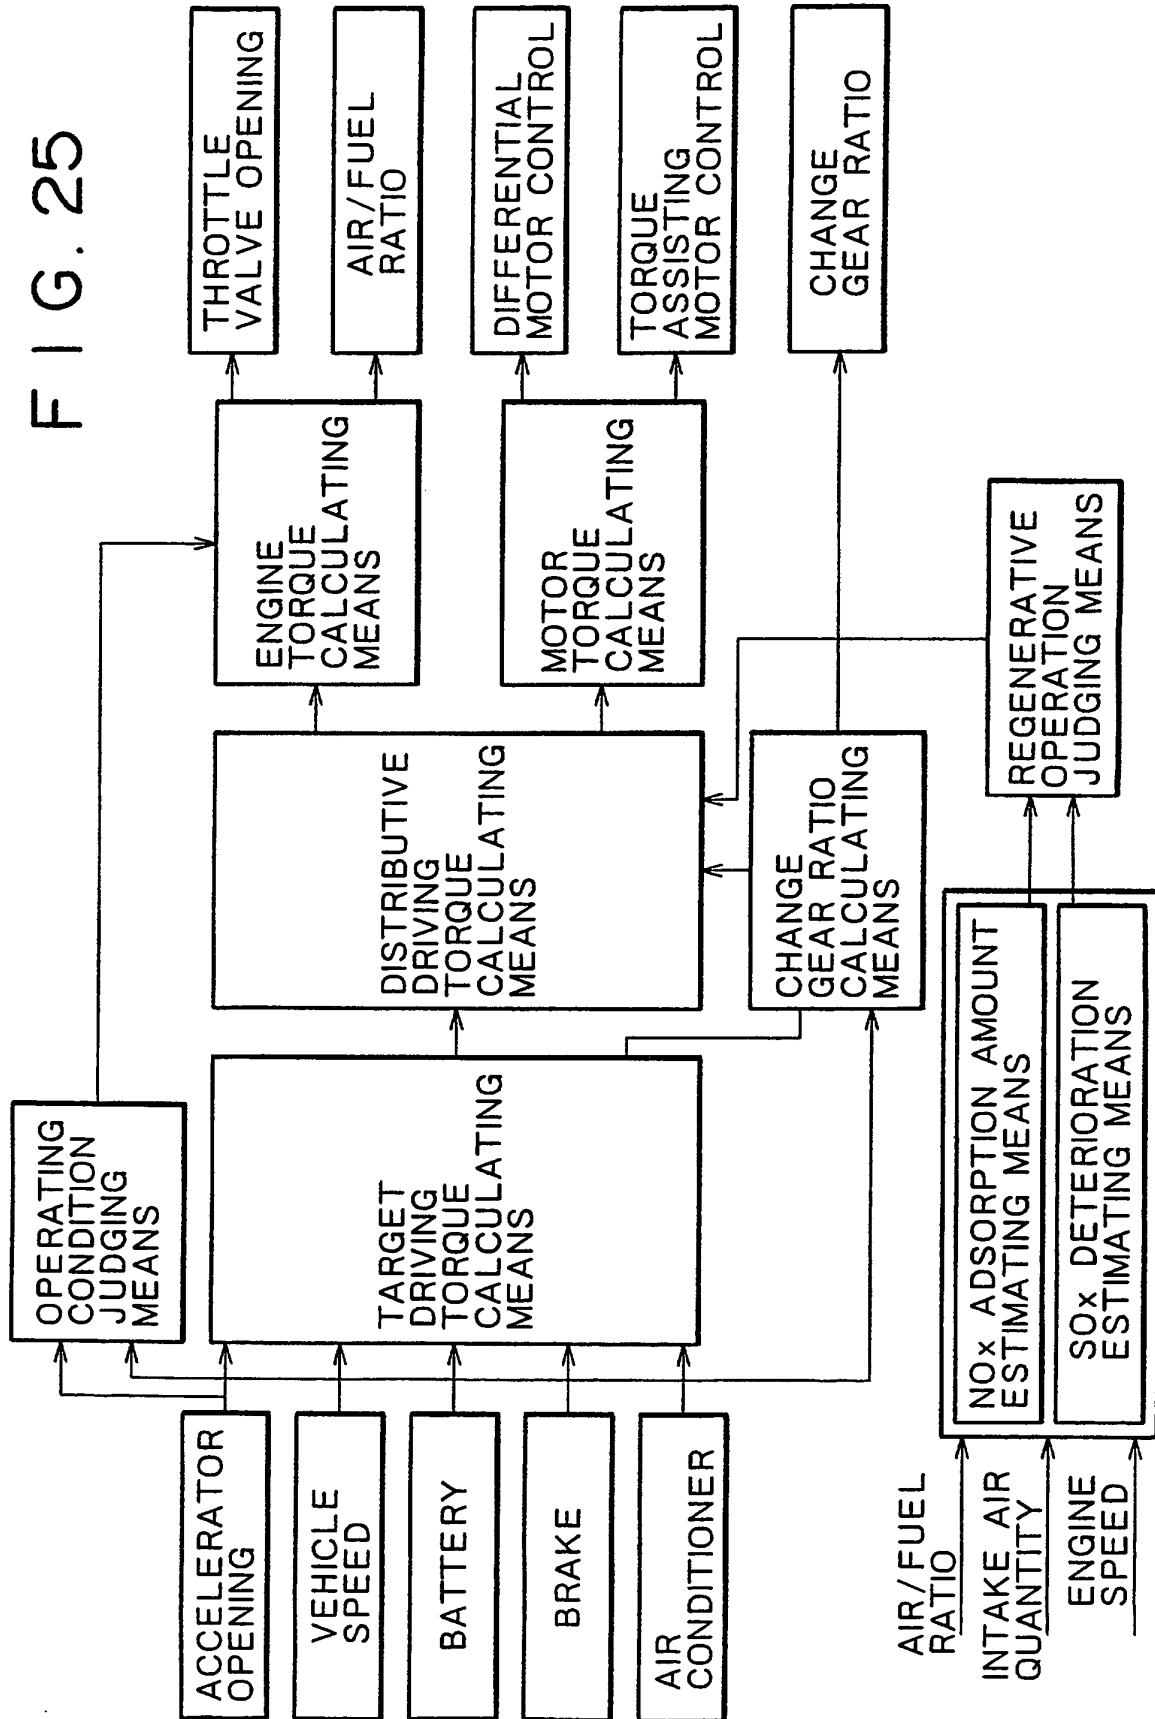 FIG. 25
ACCELERATOR
OPENING
VEHICLE
SPEED
BATTERY
BRAKE
AIR
CONDITIONER
AIR/FUEL
RATIO
INTAKE AIR
QUANTITY
ENGINE
SPEED
OPERATING
CONDITION
JUDGING
MEANS
TARGET
DRIVING
TORQUE
CALCULATING
MEANS
NOx ADSORPTION AMOUNT
ESTIMATING MEANS
SOx DETERIORATION
ESTIMATING MEANS
DISTRIBUTIVE
DRIVING
TORQUE
CALCULATING
MEANS
CHANGE
GEAR RATIO
CALCULATING
MEANS
REGENERATIVE
OPERATION
JUDGING MEANS
ENGINE
TORQUE
CALCULATING
MEANS
MOTOR
TORQUE
CALCULATING
MEANS
THROTTLE
VALVE OPENING
AIR/FUEL
RATIO
DIFFERENTIAL
MOTOR CONTROL
TORQUE
ASSISTING
MOTOR CONTROL
CHANGE
GEAR RATIO